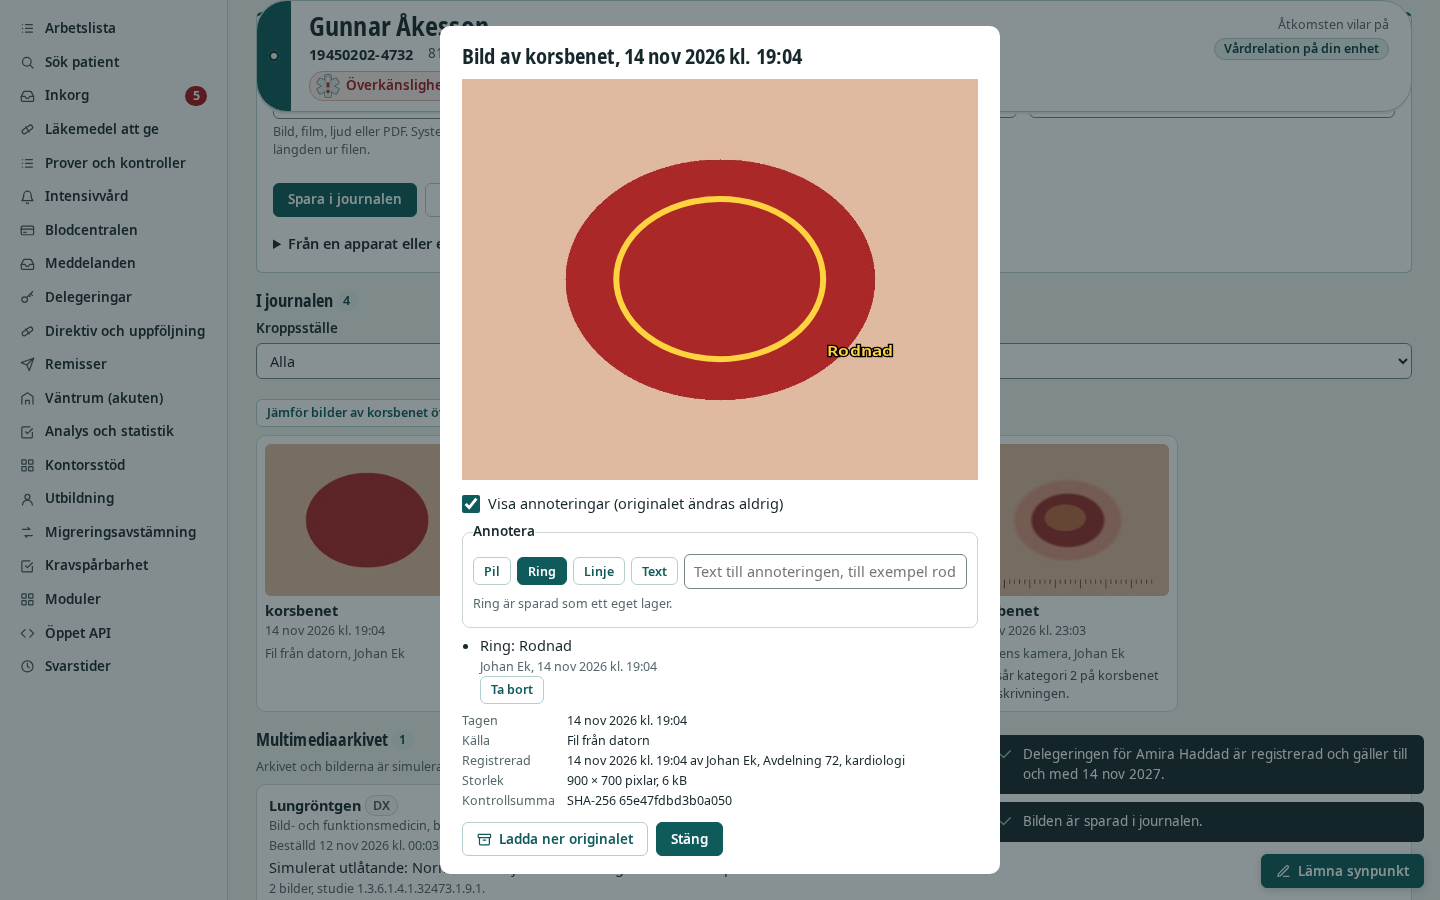 Arbetslista
Sök patient
Inkorg 5
Läkemedel att ge
Prover och kontroller
Intensivvård
Blodcentralen
Meddelanden
Delegeringar
Direktiv och uppföljning
Remisser
Väntrum (akuten)
Analys och statistik
Kontorsstöd
Utbildning
Migreringsavstämning
Kravspårbarhet
Moduler
Öppet API
Svarstider
Gunnar Åkesson
19450202-4732 81
Åtkomsten vilar på
Vårdrelation på din enhet
Bild, film, ljud eller PDF.
längden ur filen.
Spara i journalen
Från en apparat eller
I journalen 4
Kroppsställe
Alla
Jämför bilder av korsbenet
korsbenet
14 nov 2026 kl. 19:04
Fil från datorn, Johan Ek
kl. 23:03
kamera, Johan Ek
kategori 2 på korsbenet
Multimediaarkivet 1
Arkivet och bilderna är
Lungröntgen DX
Bild- och funktionsmedicin,
Beställd 12 nov 2026 kl. 00:03
Simulerat utlåtande:
2 bilder, studie 1.3.6.1.4.1.32473.1.9.1.
Bild av korsbenet, 14 nov 2026 kl. 19:04
Rodnad
Visa annoteringar (originalet ändras aldrig)
Annotera
Pil Ring Linje Text Text till annoteringen, till exempel rod
Ring är sparad som ett eget lager.
Ring: Rodnad
Johan Ek, 14 nov 2026 kl. 19:04
Ta bort
Tagen 14 nov 2026 kl. 19:04
Källa Fil från datorn
Registrerad 14 nov 2026 kl. 19:04 av Johan Ek, Avdelning 72, kardiologi
Storlek 900 × 700 pixlar, 6 kB
Kontrollsumma SHA-256 65e47fdbd3b0a050
Ladda ner originalet Stäng
Delegeringen för Amira Haddad är registrerad och gäller till
och med 14 nov 2027.
Bilden är sparad i journalen.
Lämna synpunkt